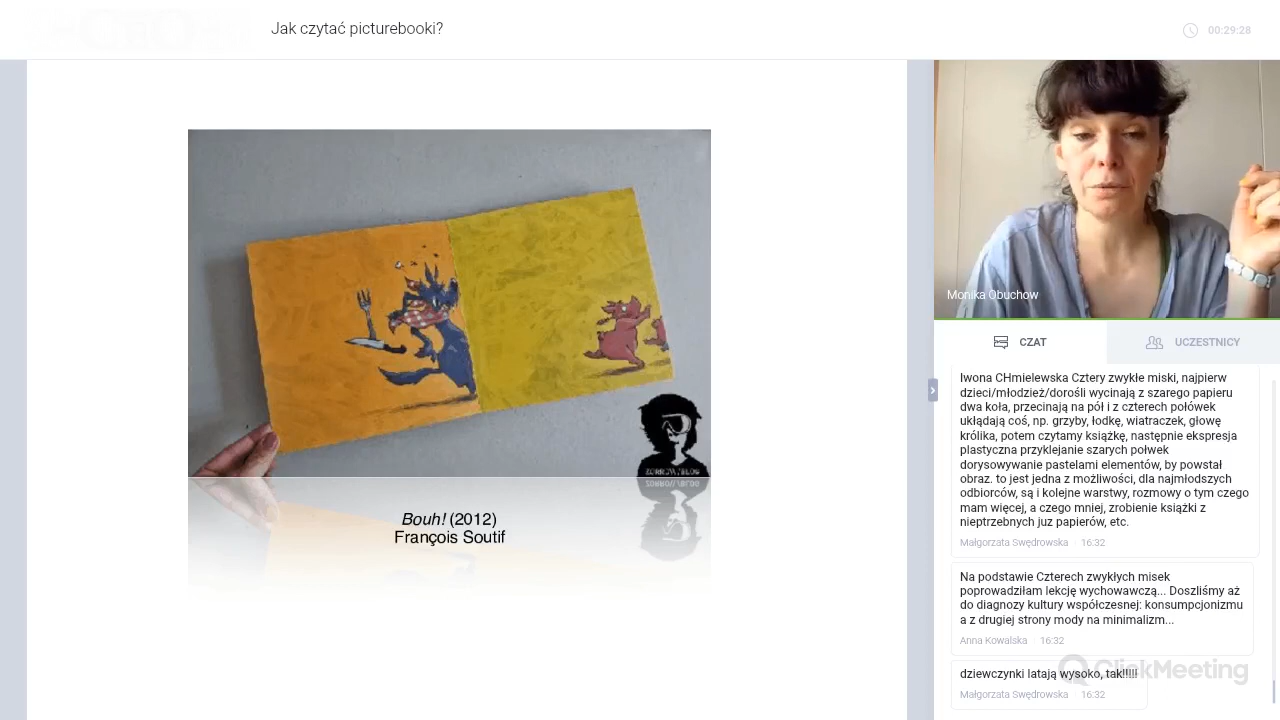 Jak czytać picturebooki?
00:29:28
ZORRO//BLOG
Bouh! (2012)
François Soutif
Monika Obuchow
CZAT
UCZESTNICY
Iwona CHmielewska Cztery zwykłe miski, najpierw
dzieci/młodzież/dorośli wycinają z szarego papieru
dwa koła, przecinają na pół i z czterech połówek
układają coś, np. grzyby, łodkę, wiatraczek, głowę
królika, potem czytamy książkę, następnie ekspresja
plastyczna przyklejanie szarych połwek
dorysowywanie pastelami elementów, by powstał
obraz. to jest jedna z możliwości, dla najmłodszych
odbiorców, są i kolejne warstwy, rozmowy o tym czego
mam więcej, a czego mniej, zrobienie książki z
nieptrzebnych juz papierów, etc.
Małgorzata Swędrowska · 16:32
Na podstawie Czterech zwykłych misek
poprowadziłam lekcję wychowawczą... Doszliśmy aż
do diagnozy kultury współczesnej: konsumpcjonizmu
a z drugiej strony mody na minimalizm...
Anna Kowalska · 16:32
ClickMeeting
dziewczynki latają wysoko, tak!!!!!
Małgorzata Swędrowska · 16:32